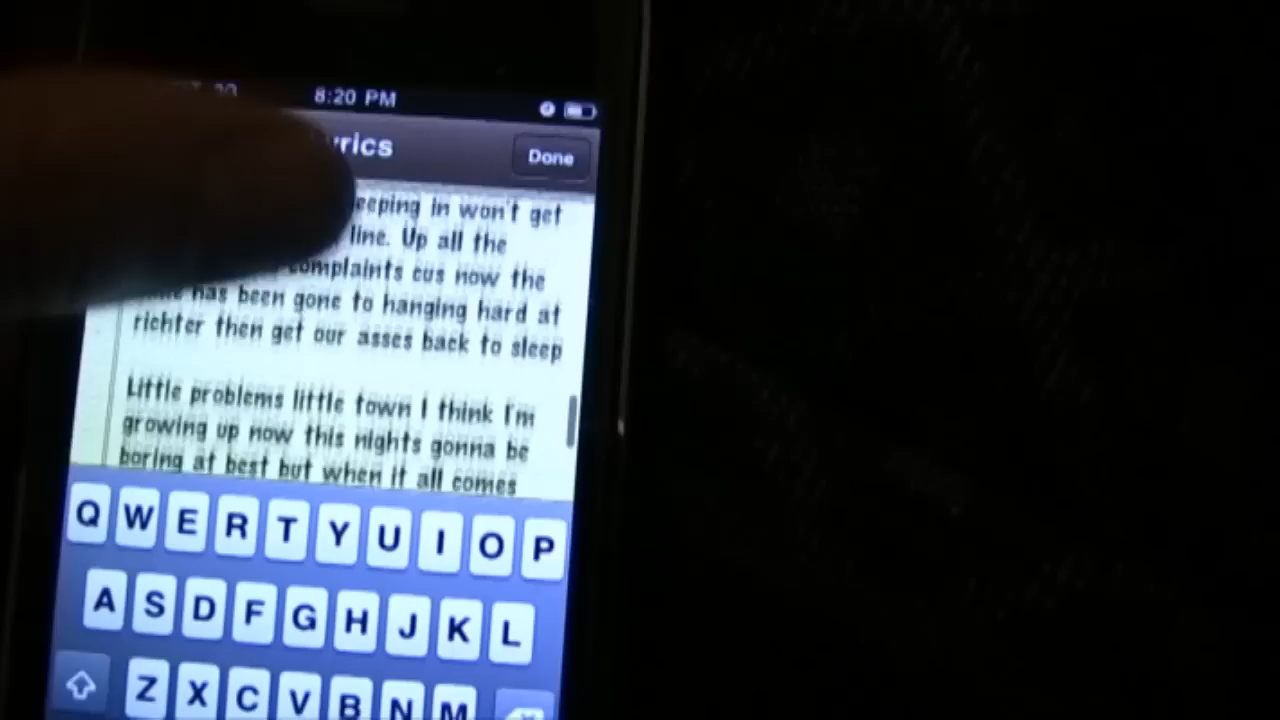 8:20 PM
Done
in won't get
line. Up all the
complaints cus now the
has been gone to hanging hard at
richter then get our asses back to sleep
Little problems little town I think I'm
growing up now this nights gonna be
boring at best but when it all comes
Q W E R T Y U I O P
A S D F G H J K L
Z X C V B N M